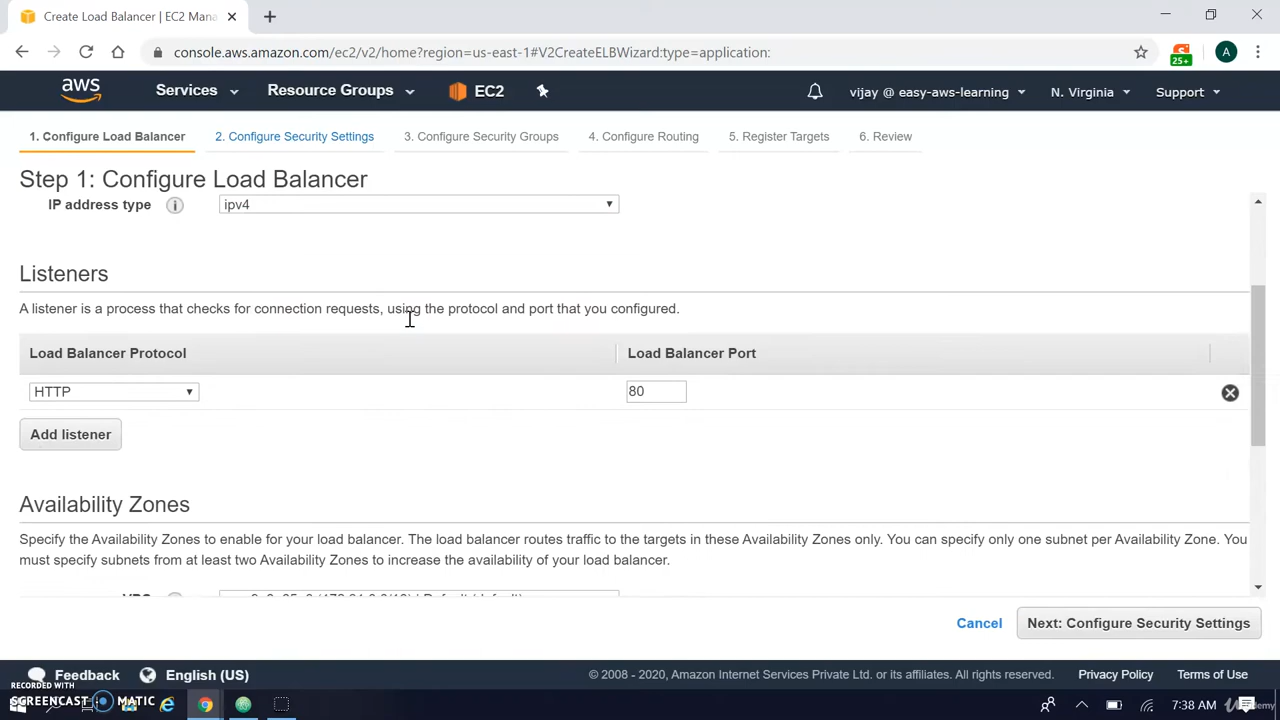 Create Load Balancer | EC2 Mana
console.aws.amazon.com/ec2/v2/home?region=us-east-1#V2CreateELBWizard:type=application:
25+
A
aws
Services
Resource Groups
EC2
vijay @ easy-aws-learning
N. Virginia
Support
1. Configure Load Balancer
2. Configure Security Settings
3. Configure Security Groups
4. Configure Routing
5. Register Targets
6. Review
Step 1: Configure Load Balancer
IP address type
ipv4
Listeners
A listener is a process that checks for connection requests, using the protocol and port that you configured.
Load Balancer Protocol
Load Balancer Port
HTTP
80
Add listener
Availability Zones
Specify the Availability Zones to enable for your load balancer. The load balancer routes traffic to the targets in these Availability Zones only. You can specify only one subnet per Availability Zone. You
must specify subnets from at least two Availability Zones to increase the availability of your load balancer.
Cancel
Next: Configure Security Settings
Feedback
English (US)
© 2008 - 2020, Amazon Internet Services Private Ltd. or its affiliates. All rights reserved.
Privacy Policy
Terms of Use
RECORDED WITH
SCREENCAST MATIC
7:38 AM